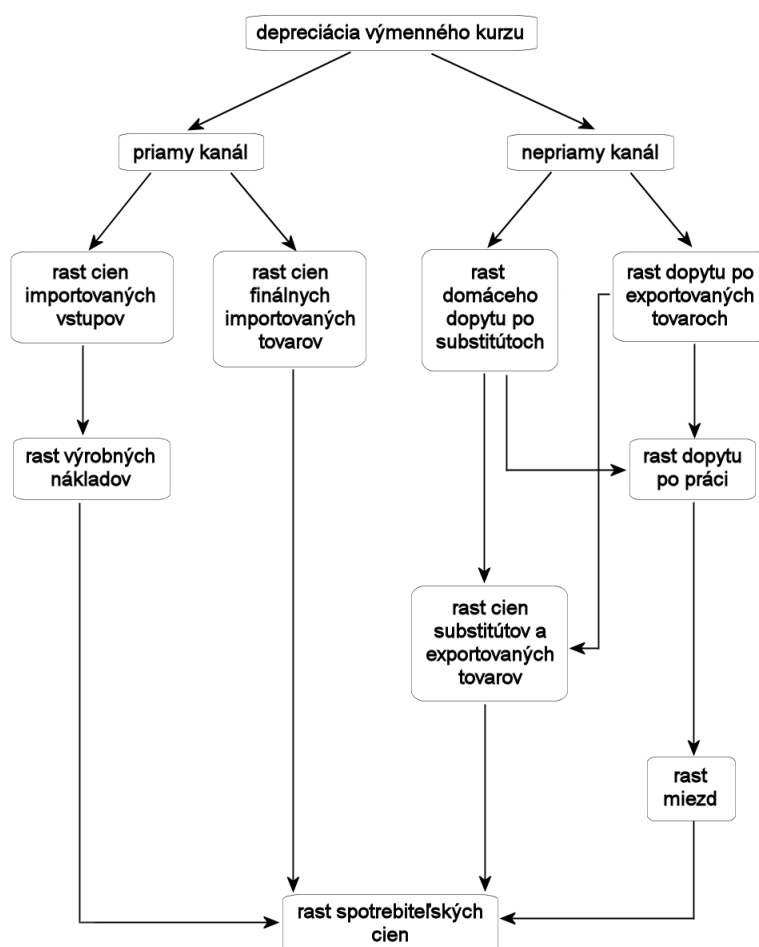 depreciácia výmenného kurzu
priamy kanál
nepriamy kanál
rast cien
importovaných
vstupov
rast cien
finálnych
importovaných
tovarov
rast
domáceho
dopytu po
substitútoch
rast dopytu po
exportovaných
tovaroch
rast výrobných
nákladov
rast dopytu
po práci
rast cien
substitútov a
exportovaných
tovarov
rast
miezd
rast spotrebiteľských
cien